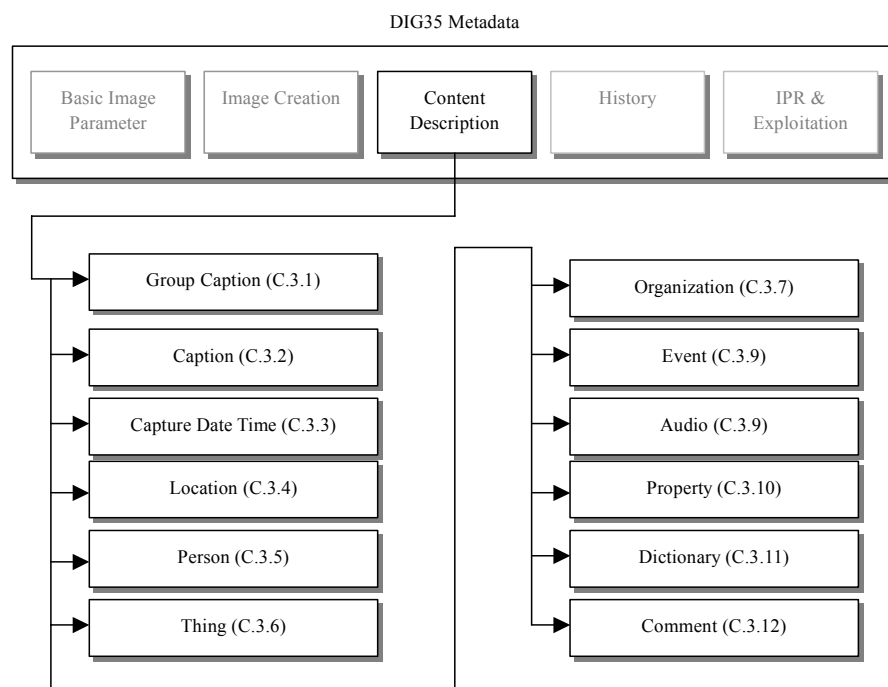 DIG35 Metadata
Basic Image
Parameter
Image Creation
Content
Description
History
IPR &
Exploitation
Group Caption (C.3.1)
Caption (C.3.2)
Capture Date Time (C.3.3)
Location (C.3.4)
Person (C.3.5)
Thing (C.3.6)
Organization (C.3.7)
Event (C.3.9)
Audio (C.3.9)
Property (C.3.10)
Dictionary (C.3.11)
Comment (C.3.12)